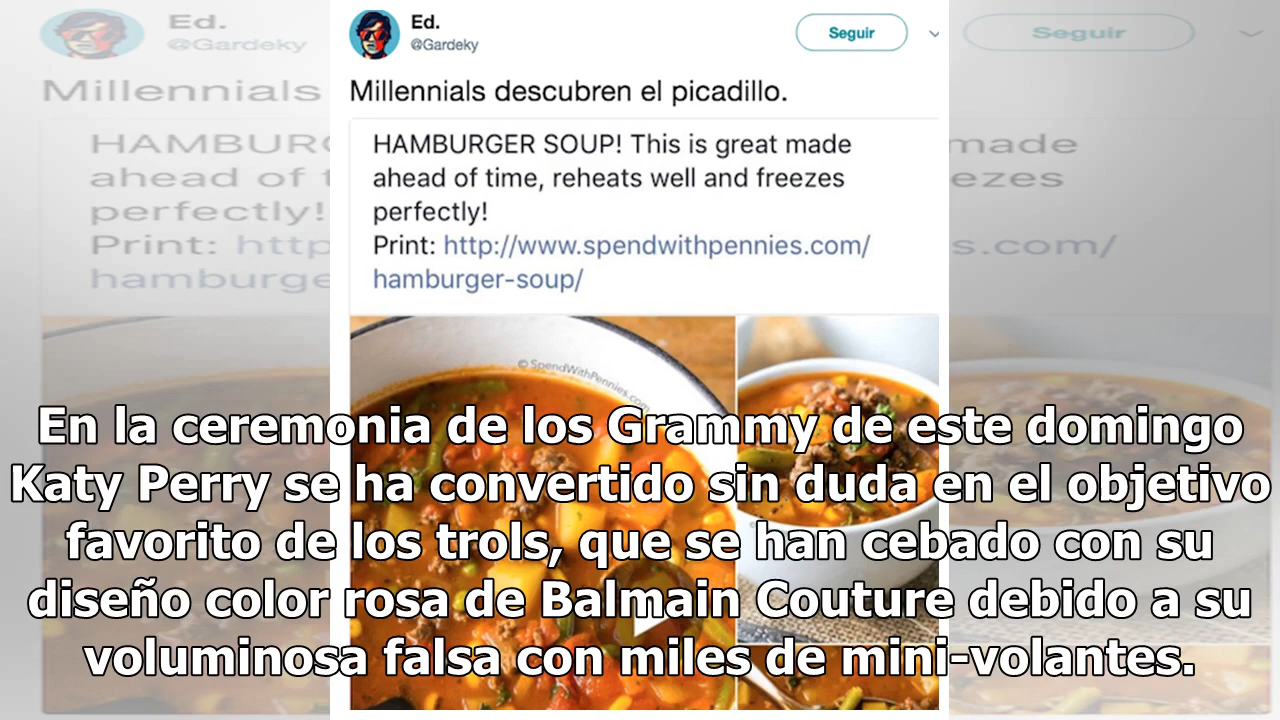 Ed.
@Gardeky
Seguir
Millennials descubren el picadillo.
HAMBURGER SOUP! This is great made
ahead of time, reheats well and freezes
perfectly!
Print: http://www.spendwithpennies.com/
hamburger-soup/
© SpendWithPennies.com
En la ceremonia de los Grammy de este domingo
Katy Perry se ha convertido sin duda en el objetivo
favorito de los trols, que se han cebado con su
diseño color rosa de Balmain Couture debido a su
voluminosa falsa con miles de mini-volantes.